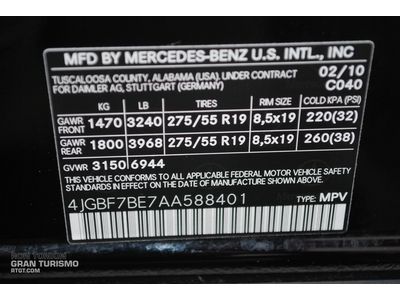 MFD BY MERCEDES-BENZ U.S. INTL., INC
TUSCALOOSA COUNTY, ALABAMA (USA). UNDER CONTRACT 02/10
FOR DAIMLER AG, STUTTGART (GERMANY) C040
KG LB TIRES RIM SIZE COLD KPA (PSI)
GAWR FRONT 1470 3240 275/55 R19 8,5x19 220(32)
GAWR REAR 1800 3968 275/55 R19 8,5x19 260(38)
GVWR 3150 6944
THIS VEHICLE CONFORMS TO ALL APPLICABLE FEDERAL MOTOR
VEHICLE SAFETY STANDARDS IN EFFECT ON THE DATE OF
MANUFACTURE SHOWN ABOVE
4JGBF7BE7AA588401 TYPE: MPV
GRAN TURISMO
RTGT.COM